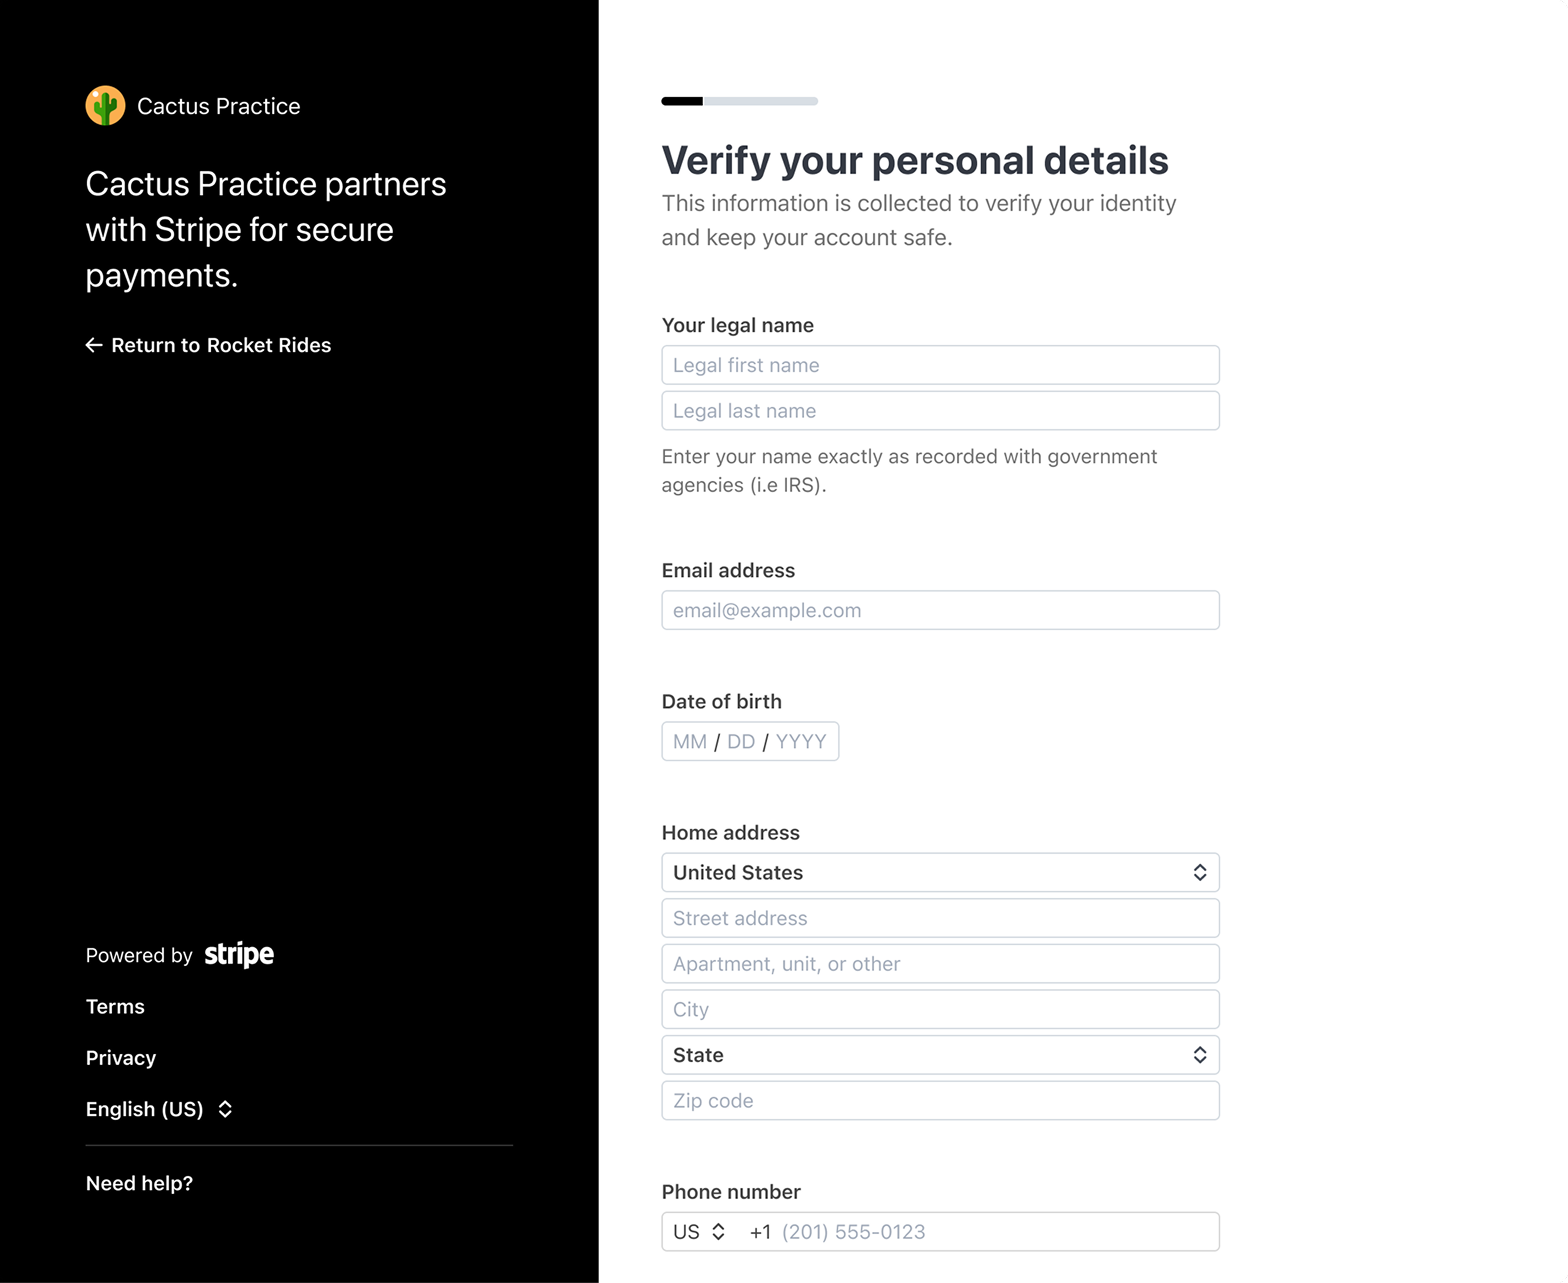 Cactus Practice
Cactus Practice partners
with Stripe for secure
payments.
← Return to Rocket Rides
Powered by stripe
Terms
Privacy
English (US)
Need help?
Verify your personal details
This information is collected to verify your identity
and keep your account safe.
Your legal name
Legal first name
Legal last name
Enter your name exactly as recorded with government
agencies (i.e IRS).
Email address
email@example.com
Date of birth
MM / DD / YYYY
Home address
United States
Street address
Apartment, unit, or other
City
State
Zip code
Phone number
US +1 (201) 555-0123